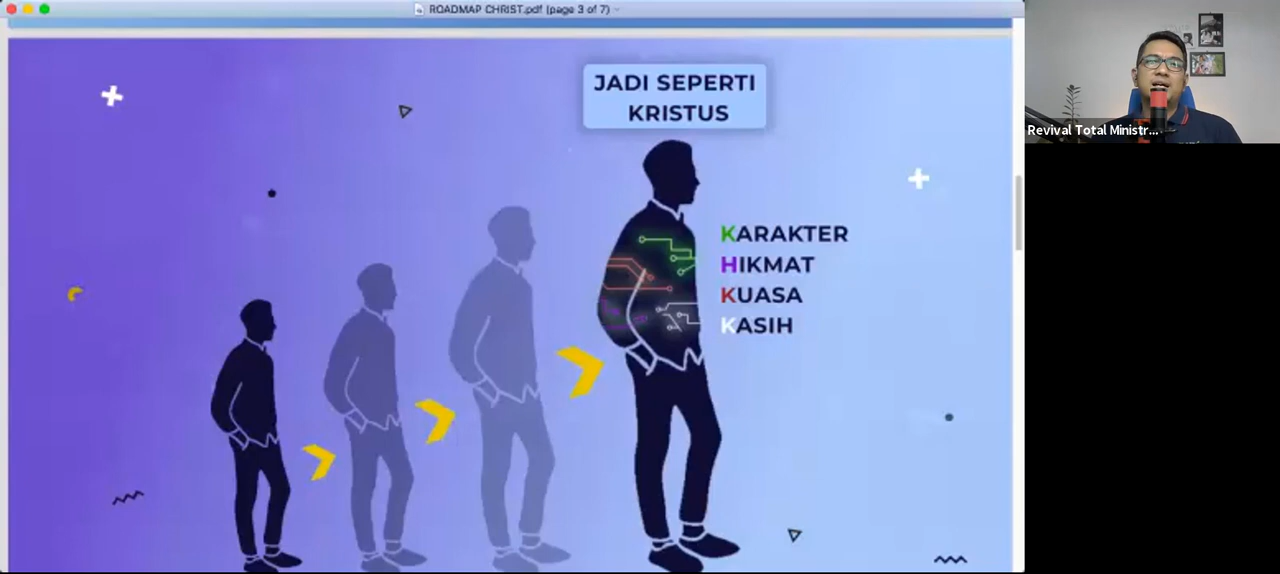 ROADMAP CHRIST.pdf (page 3 of 7)
JADI SEPERTI
KRISTUS
KARAKTER
HIKMAT
KUASA
KASIH
Revival Total Ministr...